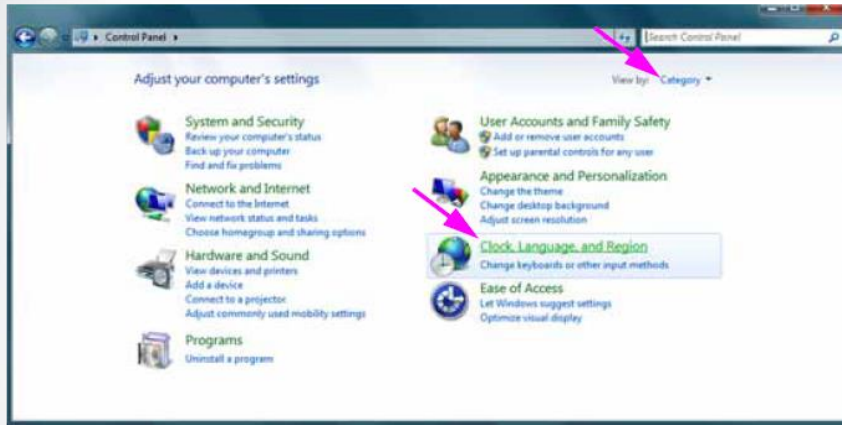 Control Panel
Search Control Panel
Adjust your computer's settings
View by: Category
System and Security
Review your computer's status
Back up your computer
Find and fix problems
Network and Internet
Connect to the Internet
View network status and tasks
Choose homegroup and sharing options
Hardware and Sound
View devices and printers
Add a device
Connect to a projector
Adjust commonly used mobility settings
Programs
Uninstall a program
User Accounts and Family Safety
Add or remove user accounts
Set up parental controls for any user
Appearance and Personalization
Change the theme
Change desktop background
Adjust screen resolution
Clock, Language, and Region
Change keyboards or other input methods
Ease of Access
Let Windows suggest settings
Optimize visual display